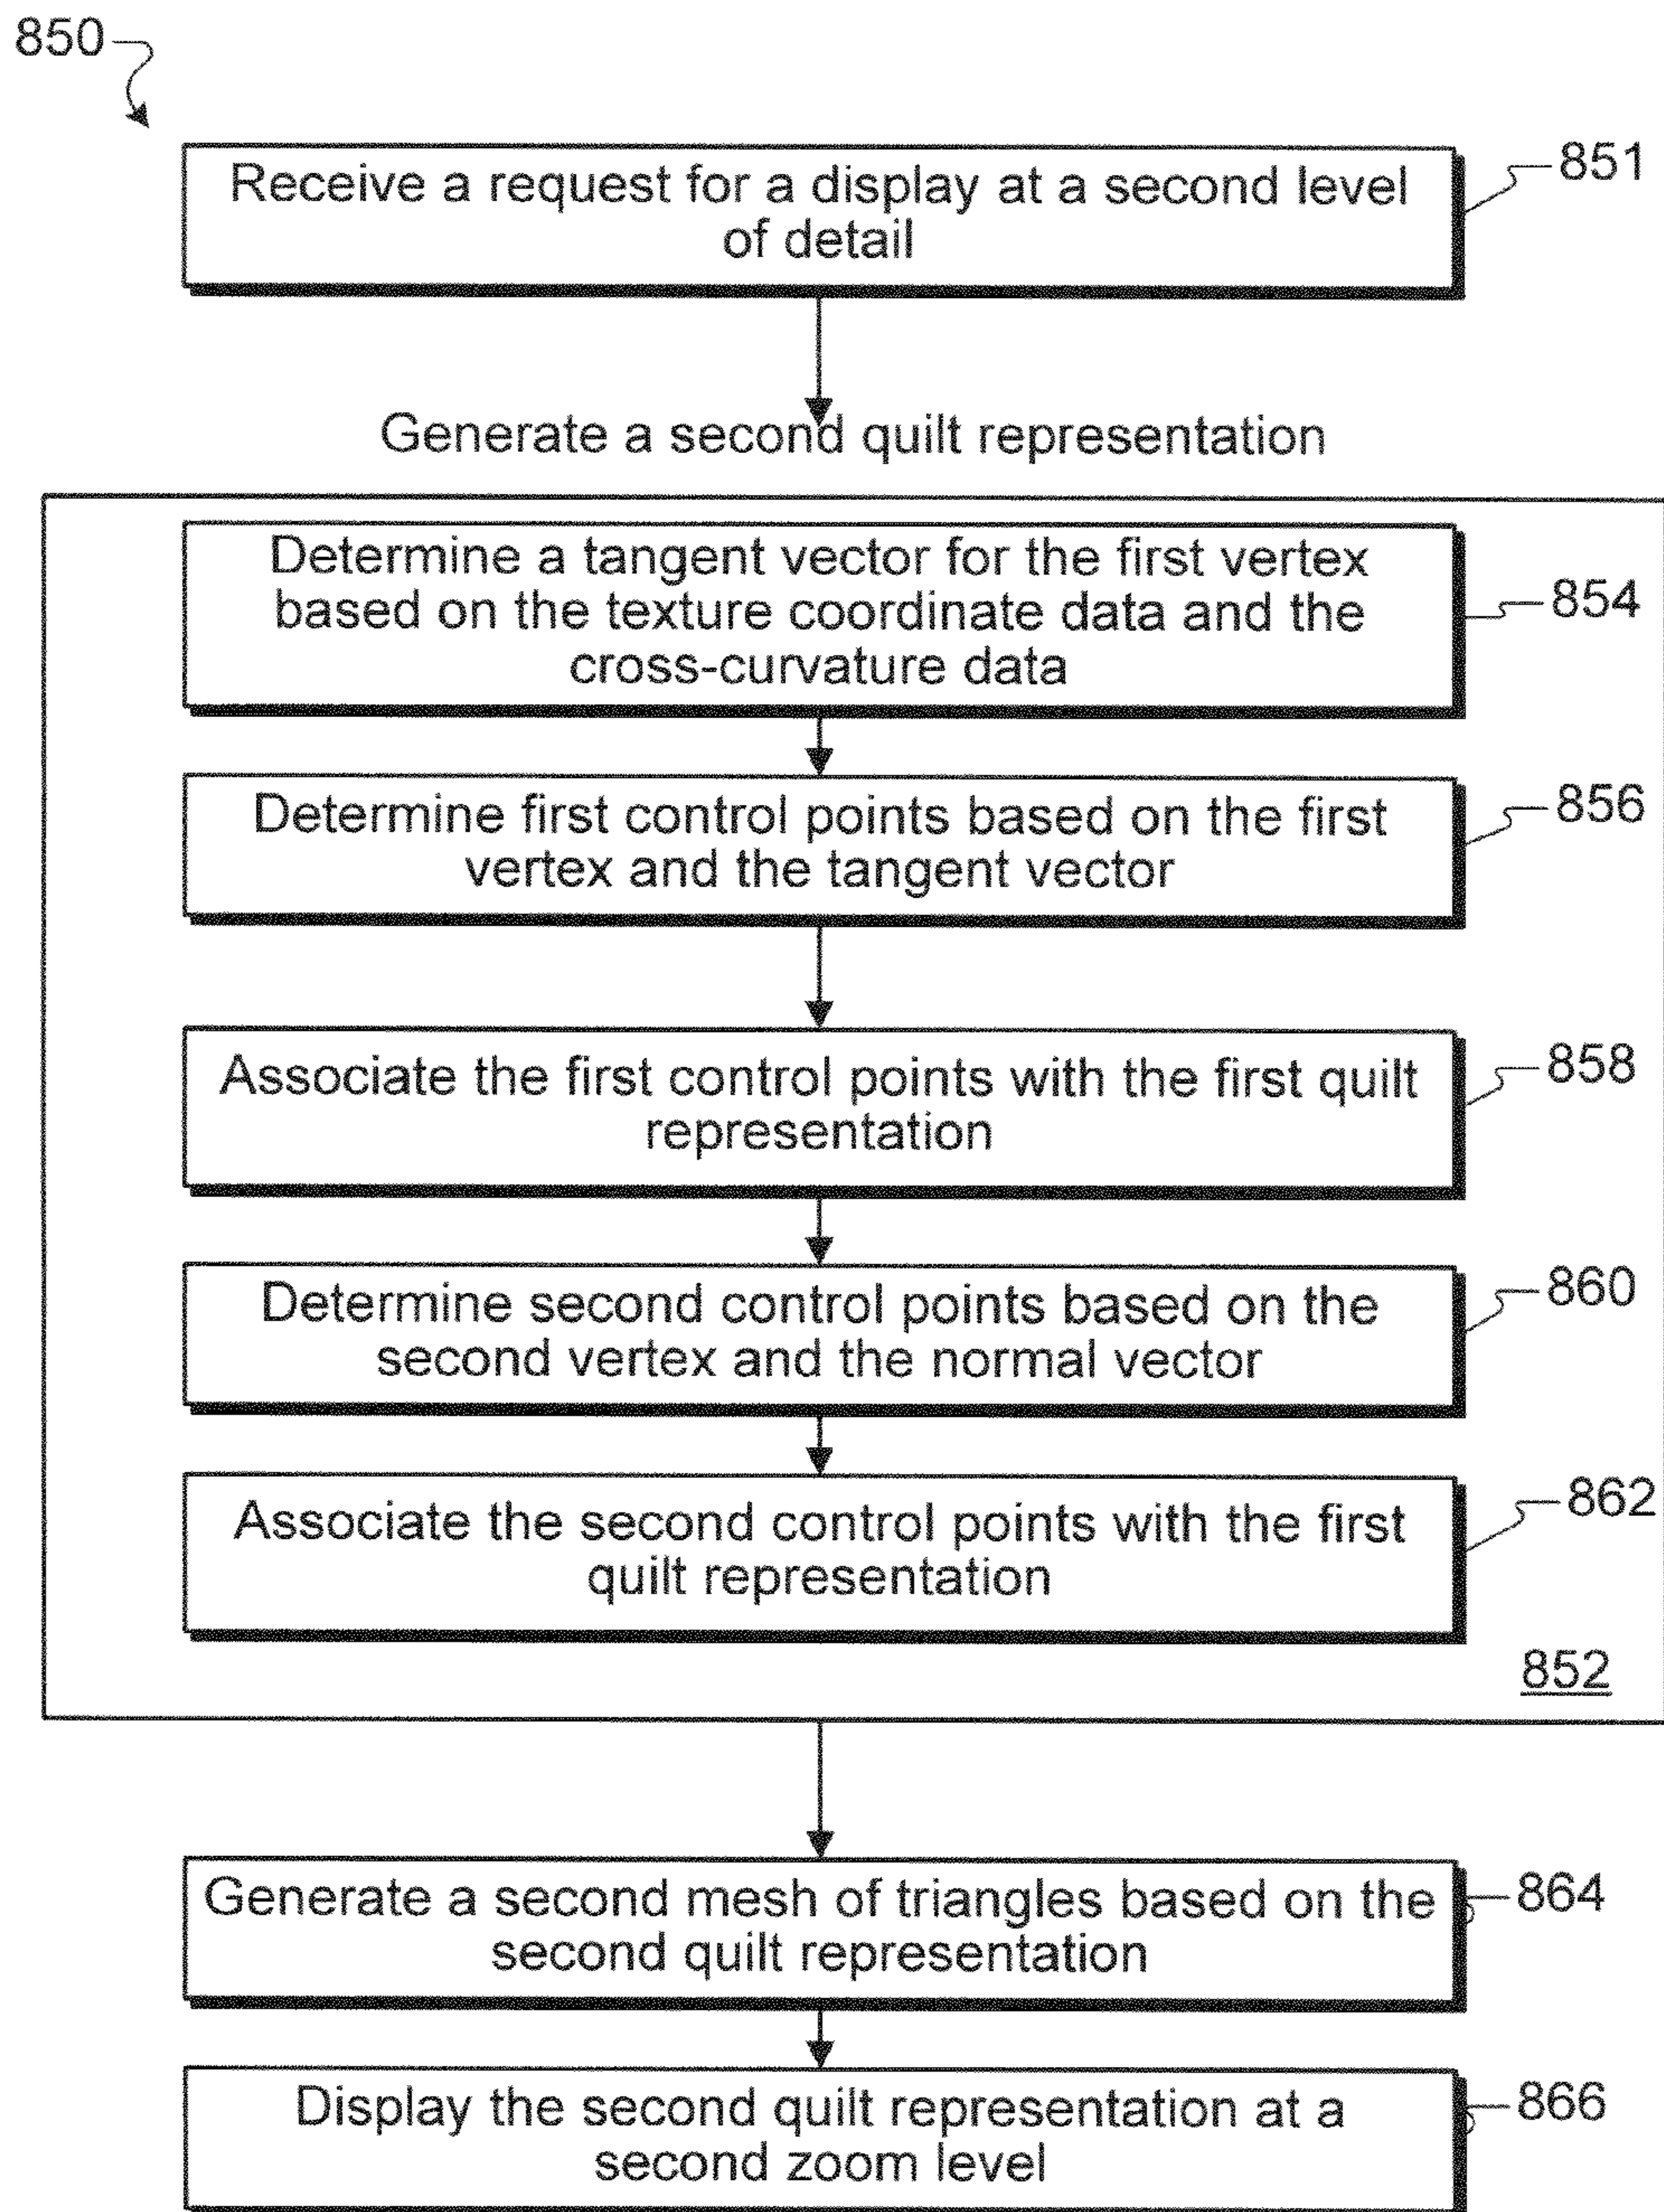 850
Receive a request for a display at a second level
of detail
851
Generate a second quilt representation
Determine a tangent vector for the first vertex
based on the texture coordinate data and the
cross-curvature data
854
Determine first control points based on the first
vertex and the tangent vector
856
Associate the first control points with the first quilt
representation
858
Determine second control points based on the
second vertex and the normal vector
860
Associate the second control points with the first
quilt representation
862
852
Generate a second mesh of triangles based on the
second quilt representation
864
Display the second quilt representation at a
second zoom level
866